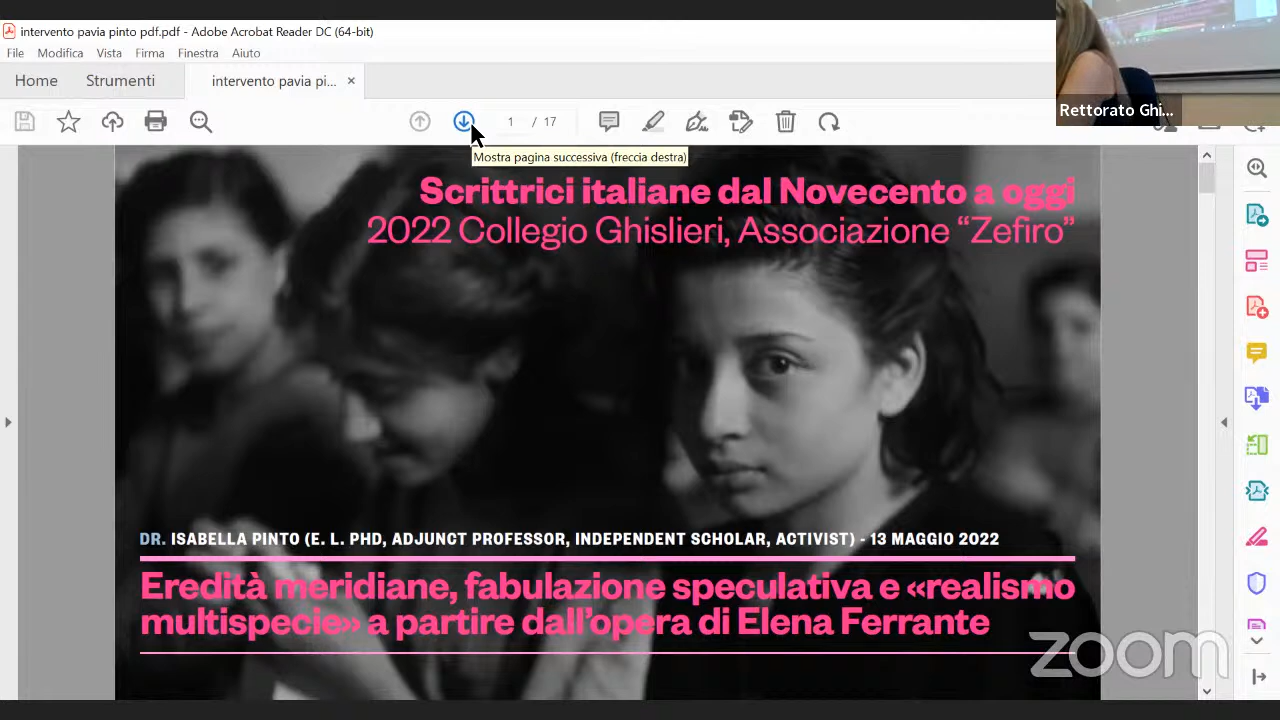 intervento pavia pinto pdf.pdf - Adobe Acrobat Reader DC (64-bit)
File Modifica Vista Firma Finestra Aiuto
Home Strumenti intervento pavia pi... ×
1 / 17
Rettorato Ghi...
Mostra pagina successiva (freccia destra)
Scrittrici italiane dal Novecento a oggi
2022 Collegio Ghislieri, Associazione “Zefiro”
DR. ISABELLA PINTO (E. L. PHD, ADJUNCT PROFESSOR, INDEPENDENT SCHOLAR, ACTIVIST) - 13 MAGGIO 2022
Eredità meridiane, fabulazione speculativa e «realismo
multispecie» a partire dall’opera di Elena Ferrante
zoom